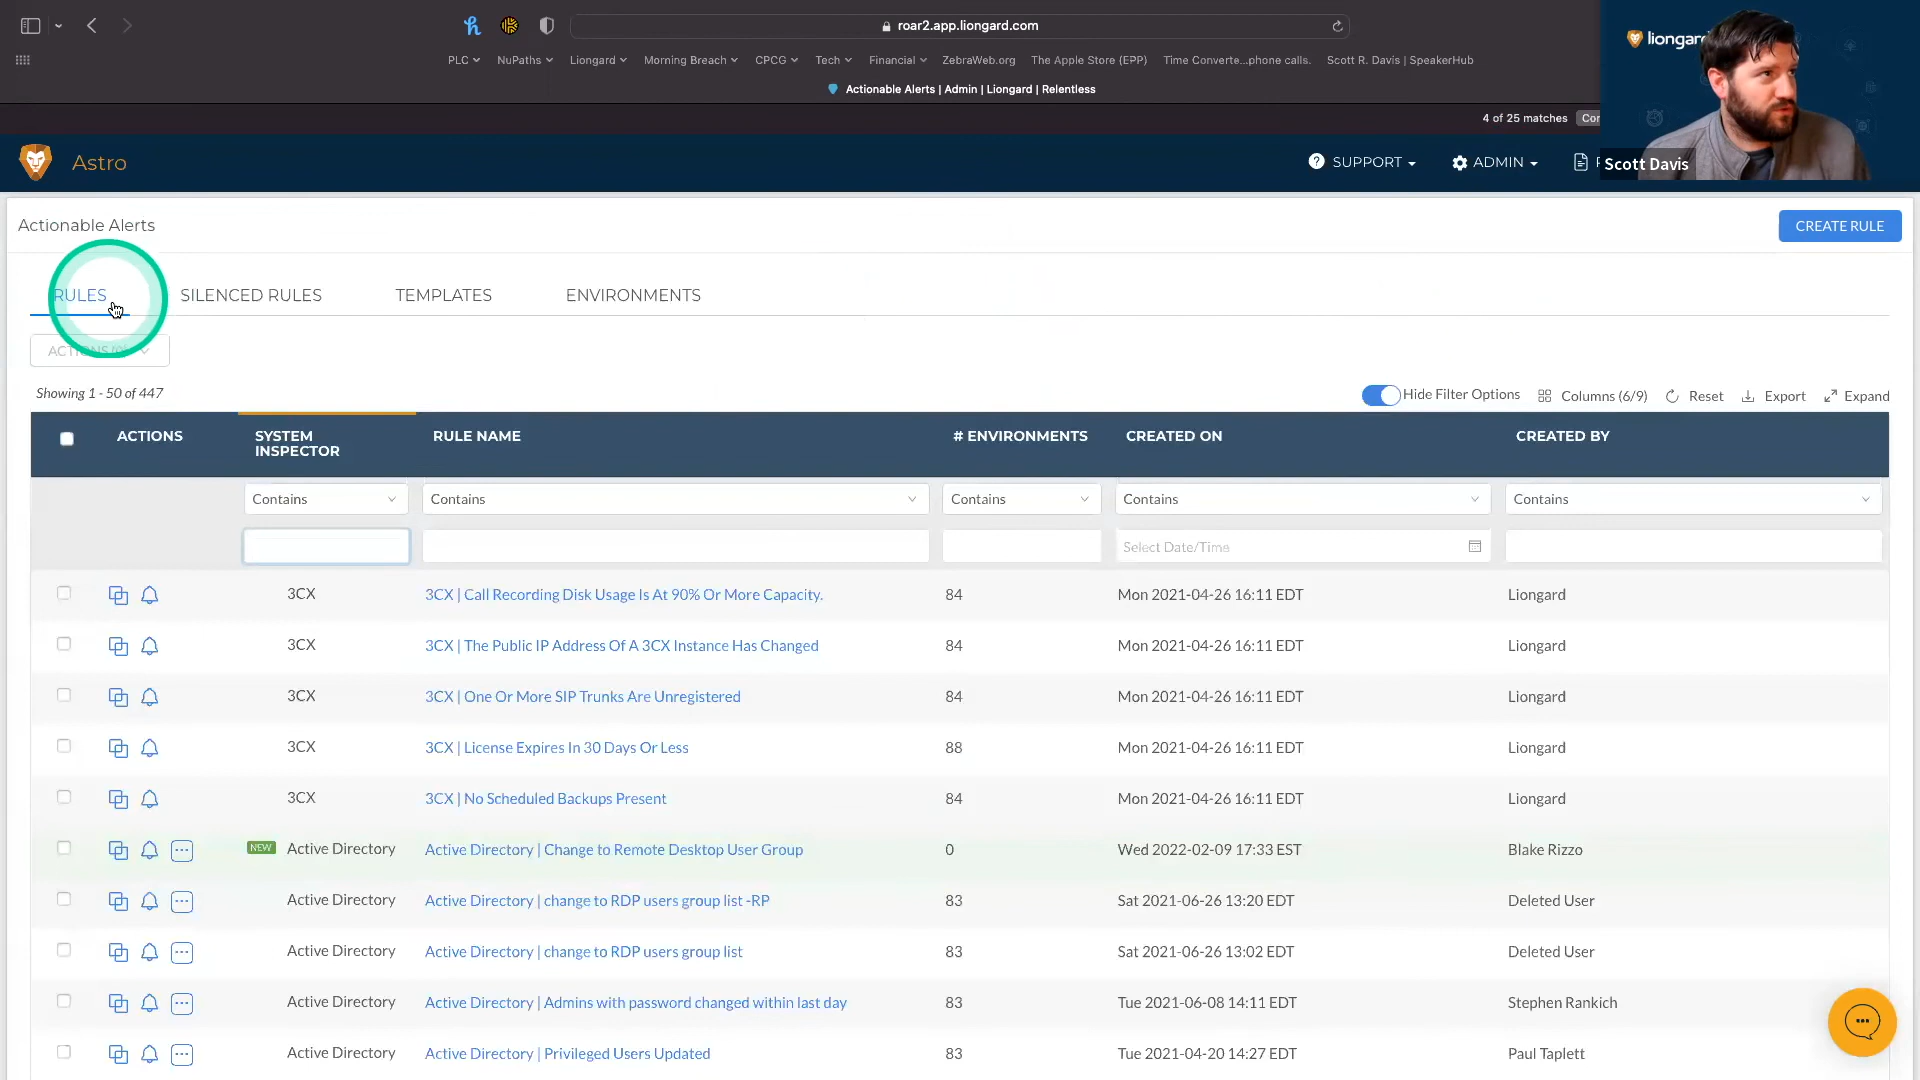 roar2.app.liongard.com
PLC NuPaths Liongard Morning Breach CPCG Tech Financial ZebraWeb.org The Apple Store (EPP) Time Converte...phone calls. Scott R. Davis | SpeakerHub
Actionable Alerts | Admin | Liongard | Relentless
4 of 25 matches
liongard
Astro
SUPPORT ADMIN
Scott Davis
Actionable Alerts
CREATE RULE
RULES SILENCED RULES TEMPLATES ENVIRONMENTS
ACTIONS
Showing 1 - 50 of 447
Hide Filter Options Columns (6/9) Reset Export Expand
ACTIONS SYSTEM INSPECTOR RULE NAME # ENVIRONMENTS CREATED ON CREATED BY
Contains Contains Contains Contains Contains
Select Date/Time
3CX 3CX | Call Recording Disk Usage Is At 90% Or More Capacity. 84 Mon 2021-04-26 16:11 EDT Liongard
3CX 3CX | The Public IP Address Of A 3CX Instance Has Changed 84 Mon 2021-04-26 16:11 EDT Liongard
3CX 3CX | One Or More SIP Trunks Are Unregistered 84 Mon 2021-04-26 16:11 EDT Liongard
3CX 3CX | License Expires In 30 Days Or Less 88 Mon 2021-04-26 16:11 EDT Liongard
3CX 3CX | No Scheduled Backups Present 84 Mon 2021-04-26 16:11 EDT Liongard
NEW Active Directory Active Directory | Change to Remote Desktop User Group 0 Wed 2022-02-09 17:33 EST Blake Rizzo
Active Directory Active Directory | change to RDP users group list -RP 83 Sat 2021-06-26 13:20 EDT Deleted User
Active Directory Active Directory | change to RDP users group list 83 Sat 2021-06-26 13:02 EDT Deleted User
Active Directory Active Directory | Admins with password changed within last day 83 Tue 2021-06-08 14:11 EDT Stephen Rankich
Active Directory Active Directory | Privileged Users Updated 83 Tue 2021-04-20 14:27 EDT Paul Taplett